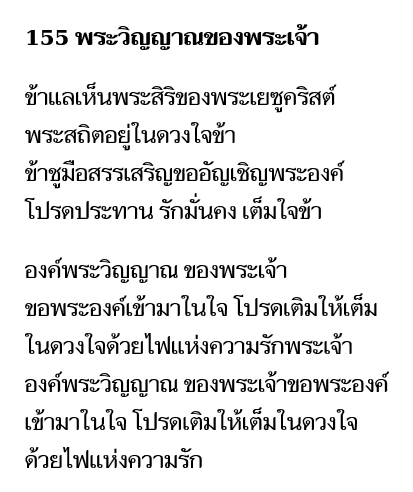 155 พระวิญญาณของพระเจ้า
ข้าแลเห็นพระสิริของพระเยซูคริสต์
พระสถิตอยู่ในดวงใจข้า
ข้าชูมือสรรเสริญขออัญเชิญพระองค์
โปรดประทาน รักมั่นคง เต็มใจข้า
องค์พระวิญญาณ ของพระเจ้า
ขอพระองค์เข้ามาในใจ โปรดเติมให้เต็ม
ในดวงใจด้วยไฟแห่งความรักพระเจ้า
องค์พระวิญญาณ ของพระเจ้าขอพระองค์
เข้ามาในใจ โปรดเติมให้เต็มในดวงใจ
ด้วยไฟแห่งความรัก